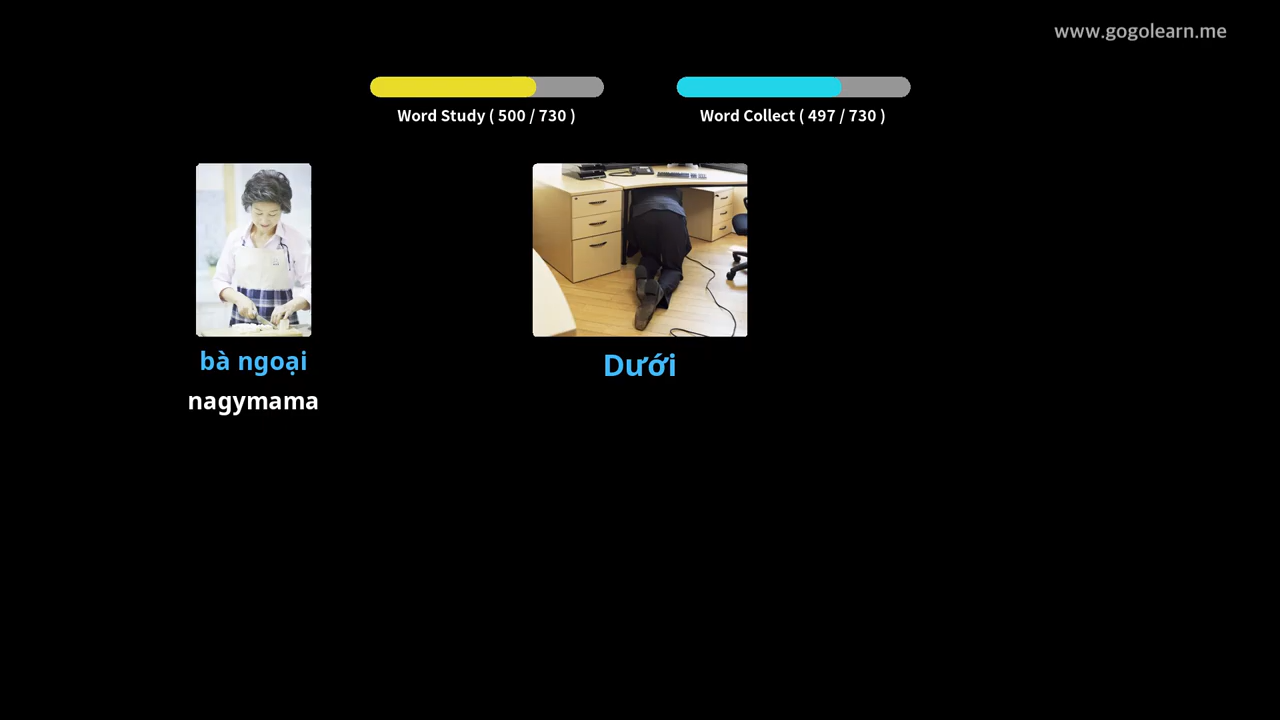 www.gogolearn.me
Word Study ( 500 / 730 )
Word Collect ( 497 / 730 )
bà ngoại
nagymama
Dưới